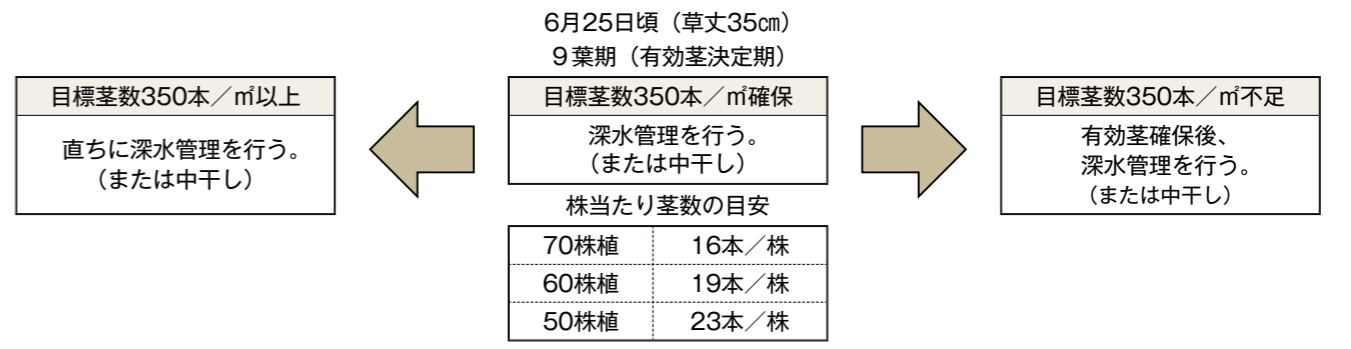 6月25日頃（草丈35㎝）
９葉期（有効茎決定期）
目標茎数350本／㎡以上
直ちに深水管理を行う。
（または中干し）
目標茎数350本／㎡確保
深水管理を行う。
（または中干し）
目標茎数350本／㎡不足
有効茎確保後、
深水管理を行う。
（または中干し）
株当たり茎数の目安
70株植 16本／株
60株植 19本／株
50株植 23本／株